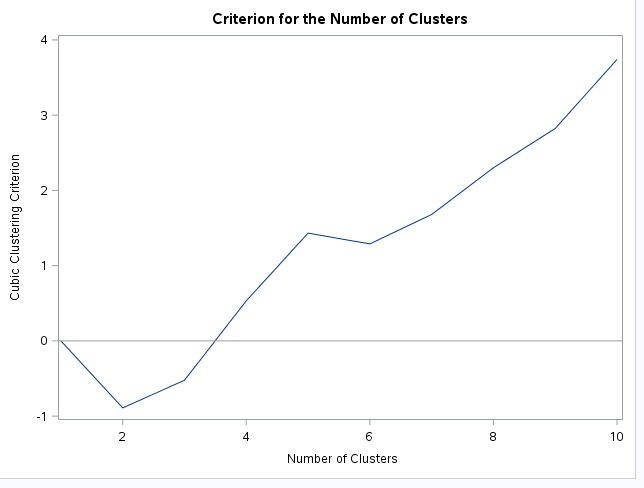 Criterion for the Number of Clusters
Cubic Clustering Criterion
4
3
2
1
0
-1
2 4 6 8 10
Number of Clusters